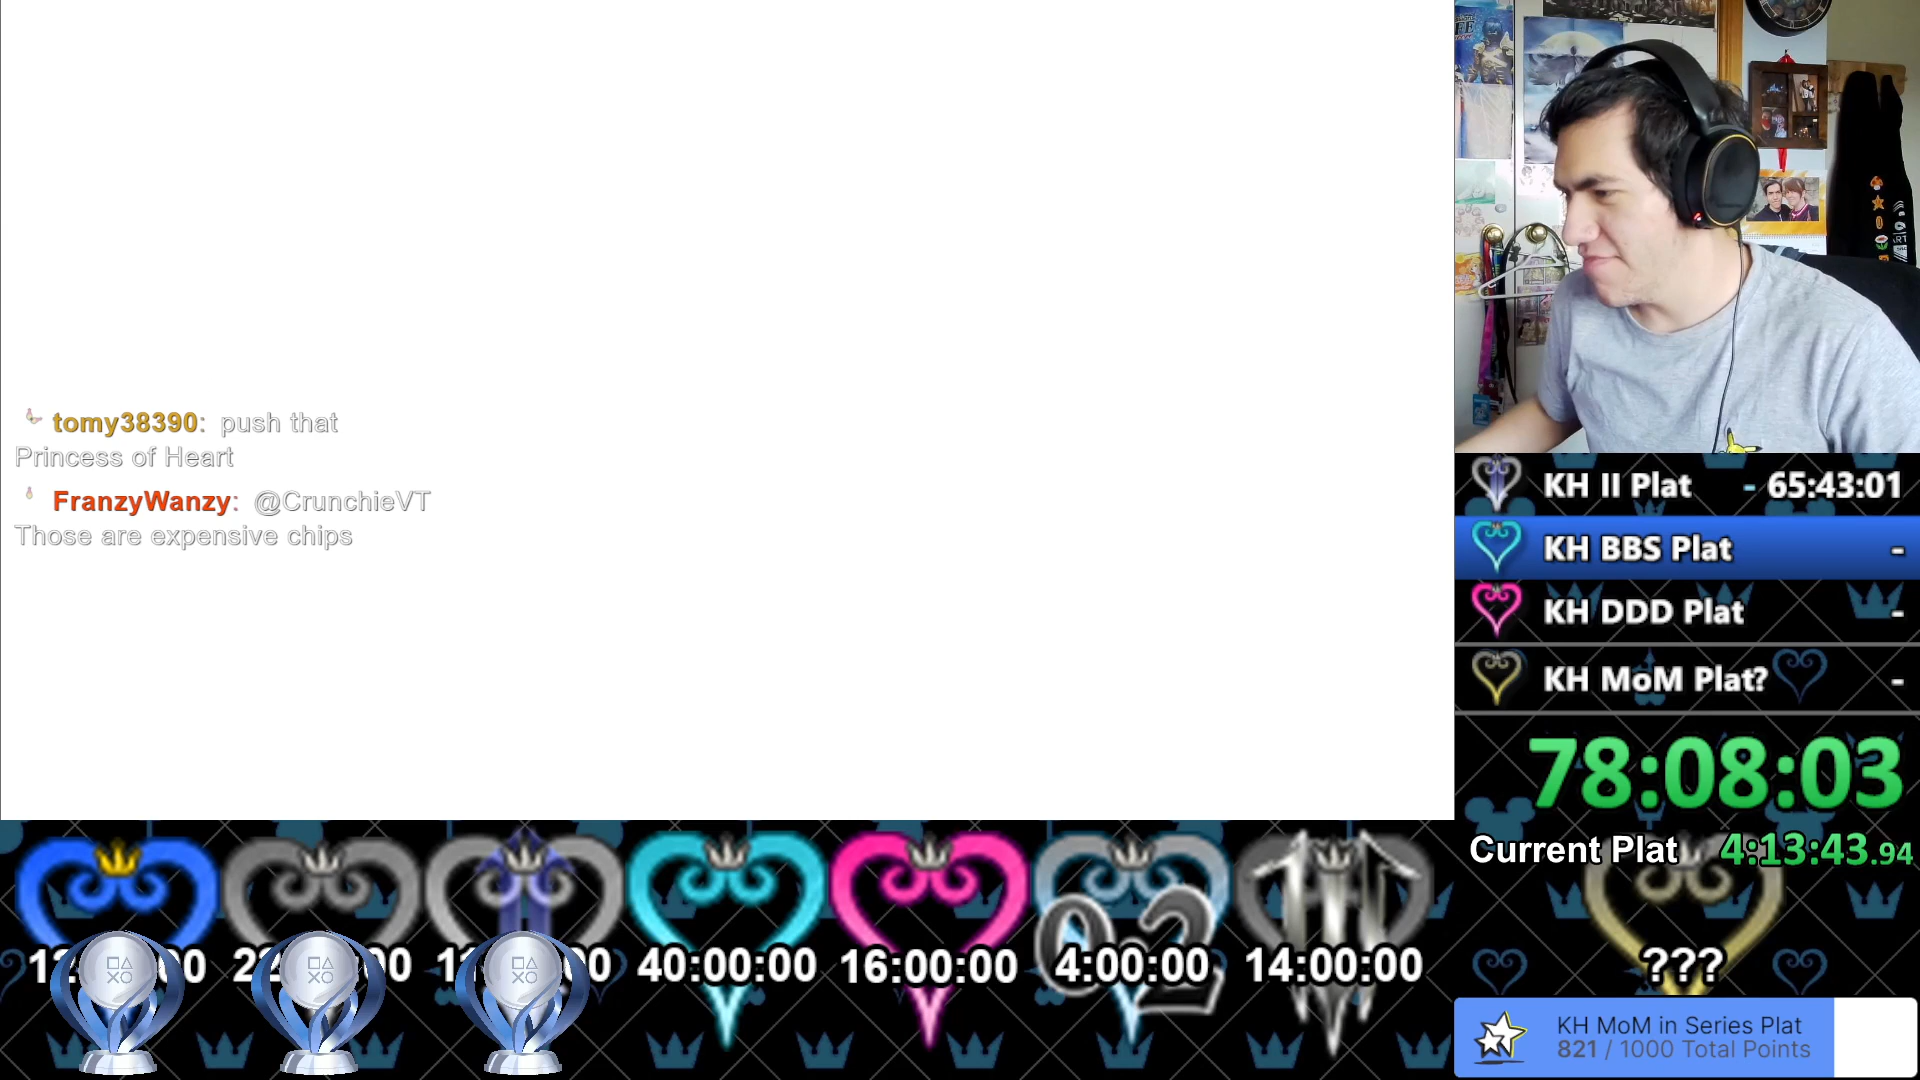 tomy38390: push that
Princess of Heart
FranzyWanzy: @CrunchieVT
Those are expensive chips
KH II Plat - 65:43:01
KH BBS Plat -
KH DDD Plat -
KH MoM Plat? -
78:08:03
Current Plat 4:13:43.94
40:00:00
16:00:00
02
4:00:00
14:00:00
???
KH MoM in Series Plat
821 / 1000 Total Points